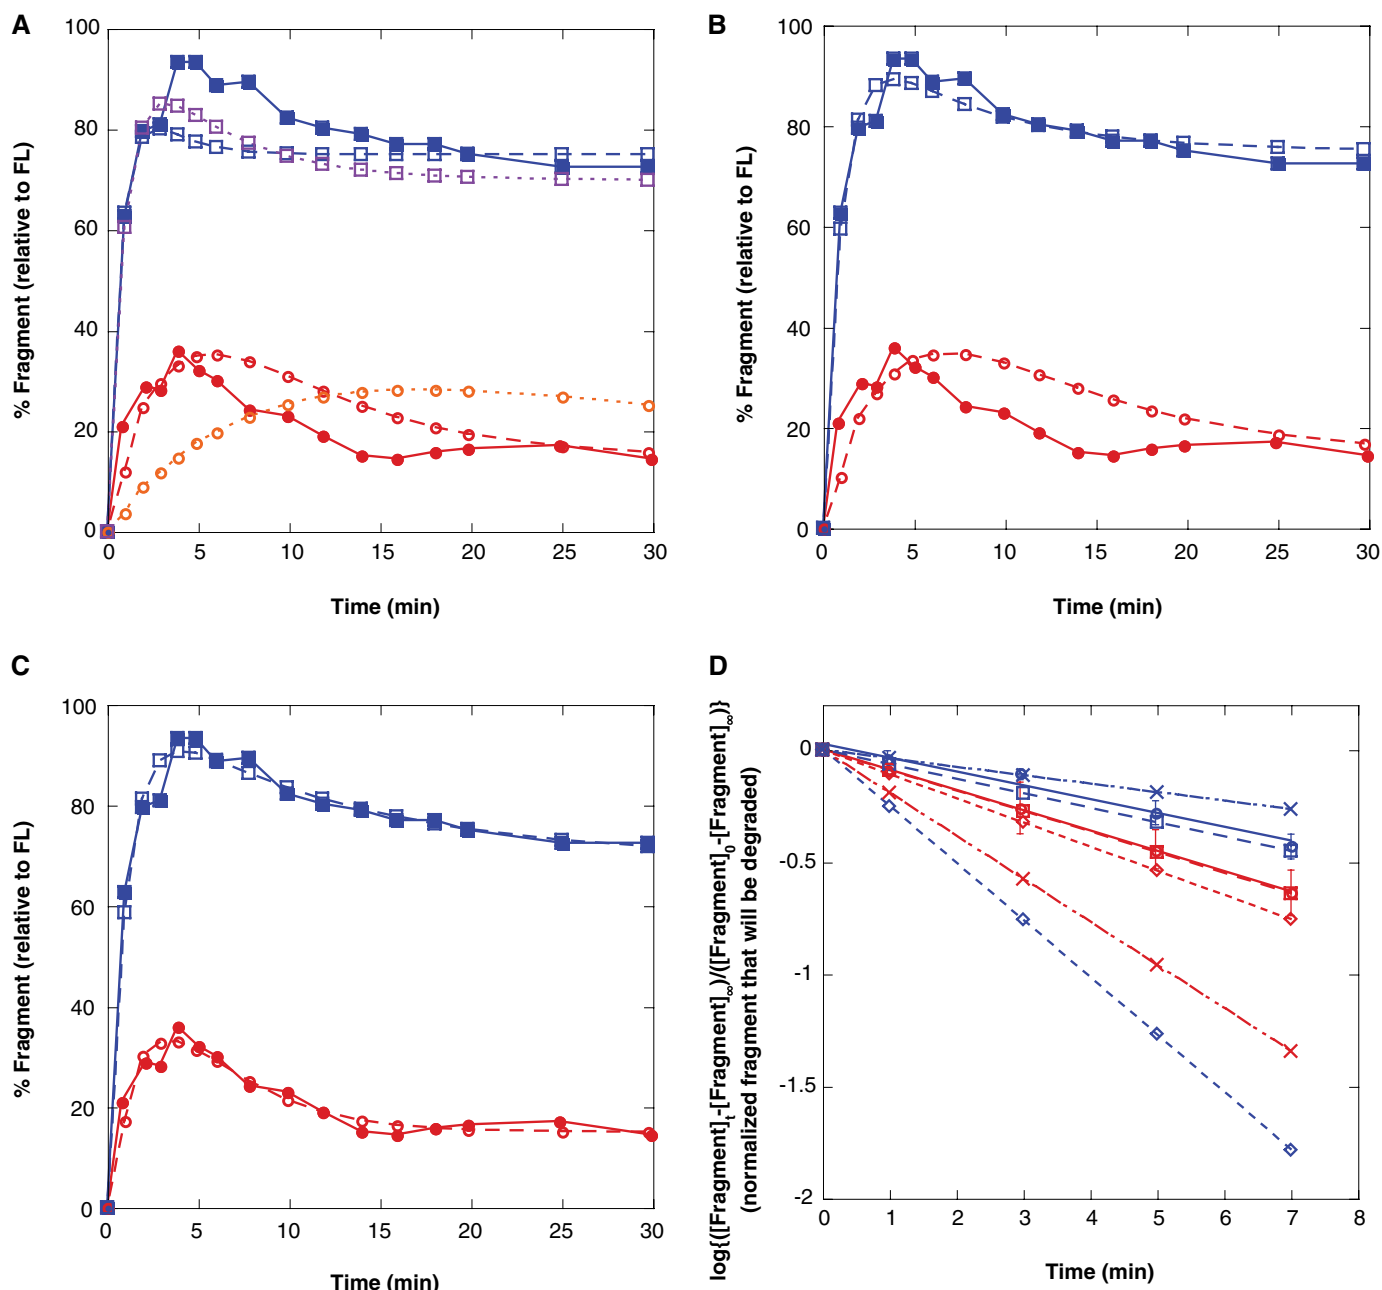 A
% Fragment (relative to FL)
100
80
60
40
20
0
0 5 10 15 20 25 30
Time (min)
B
% Fragment (relative to FL)
100
80
60
40
20
0
0 5 10 15 20 25 30
Time (min)
C
% Fragment (relative to FL)
100
80
60
40
20
0
0 5 10 15 20 25 30
Time (min)
D
log{([Fragment]t-[Fragment]∞)/([Fragment]0-[Fragment]∞)}
(normalized fragment that will be degraded)
0
-0.5
-1
-1.5
-2
0 1 2 3 4 5 6 7 8
Time (min)